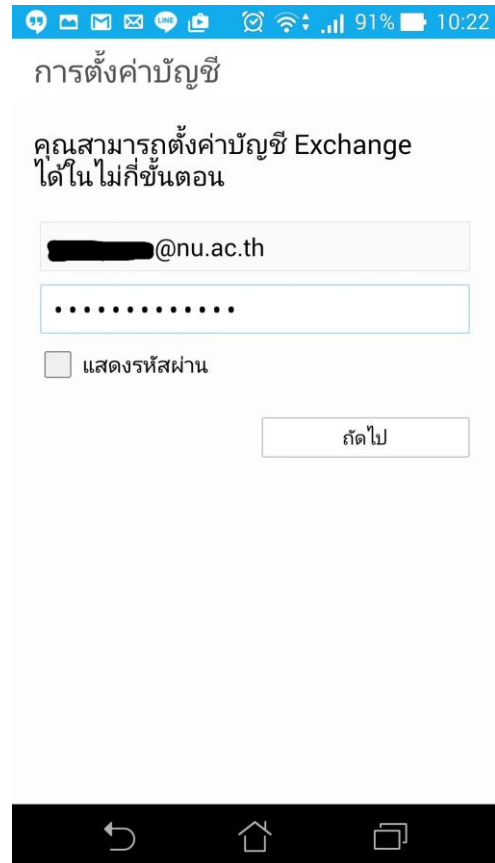 LINE 91% 10:22
การตั้งค่าบัญชี
คุณสามารถตั้งค่าบัญชี Exchange
ได้ในไม่กี่ขั้นตอน
@nu.ac.th
•••••••••••••
แสดงรหัสผ่าน
ถัดไป